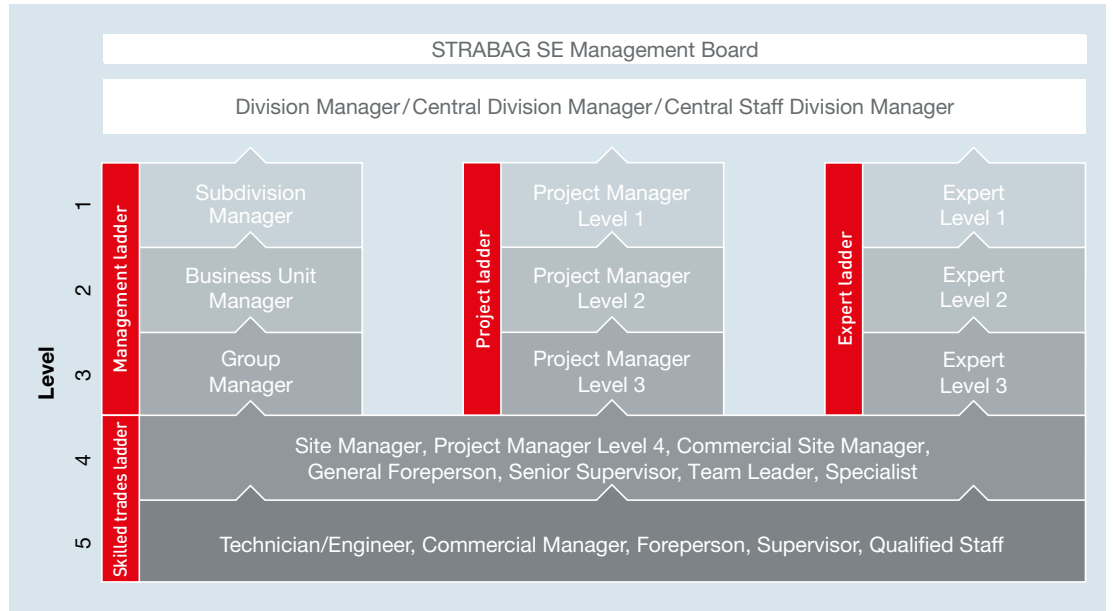 STRABAG SE Management Board
Division Manager/Central Division Manager/Central Staff Division Manager
Level
1
2
3
4
5
Management ladder
Subdivision
Manager
Business Unit
Manager
Group
Manager
Project ladder
Project Manager
Level 1
Project Manager
Level 2
Project Manager
Level 3
Expert ladder
Expert
Level 1
Expert
Level 2
Expert
Level 3
Skilled trades ladder
Site Manager, Project Manager Level 4, Commercial Site Manager,
General Foreperson, Senior Supervisor, Team Leader, Specialist
Technician/Engineer, Commercial Manager, Foreperson, Supervisor, Qualified Staff